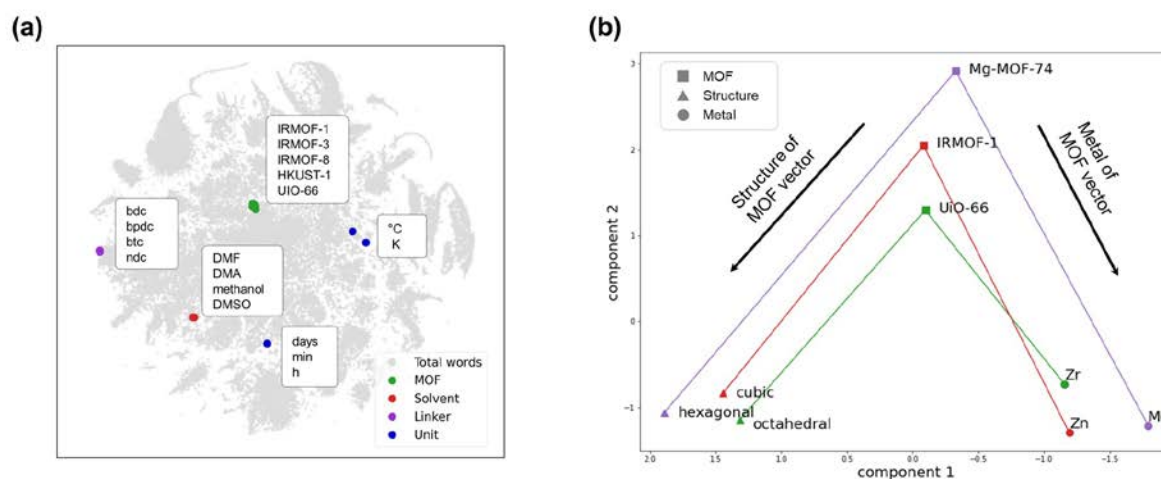 (a)
IRMOF-1
IRMOF-3
IRMOF-8
HKUST-1
UIO-66
bdc
bpdc
btc
ndc
°C
K
DMF
DMA
methanol
DMSO
days
min
h
Total words
MOF
Solvent
Linker
Unit
(b)
MOF
Structure
Metal
Mg-MOF-74
IRMOF-1
UiO-66
Structure of
MOF vector
Metal of
MOF vector
cubic
hexagonal
octahedral
Zr
Zn
M
component 2
3
2
1
0
−1
2.0
1.5
1.0
0.5
0.0
−0.5
−1.0
−1.5
component 1